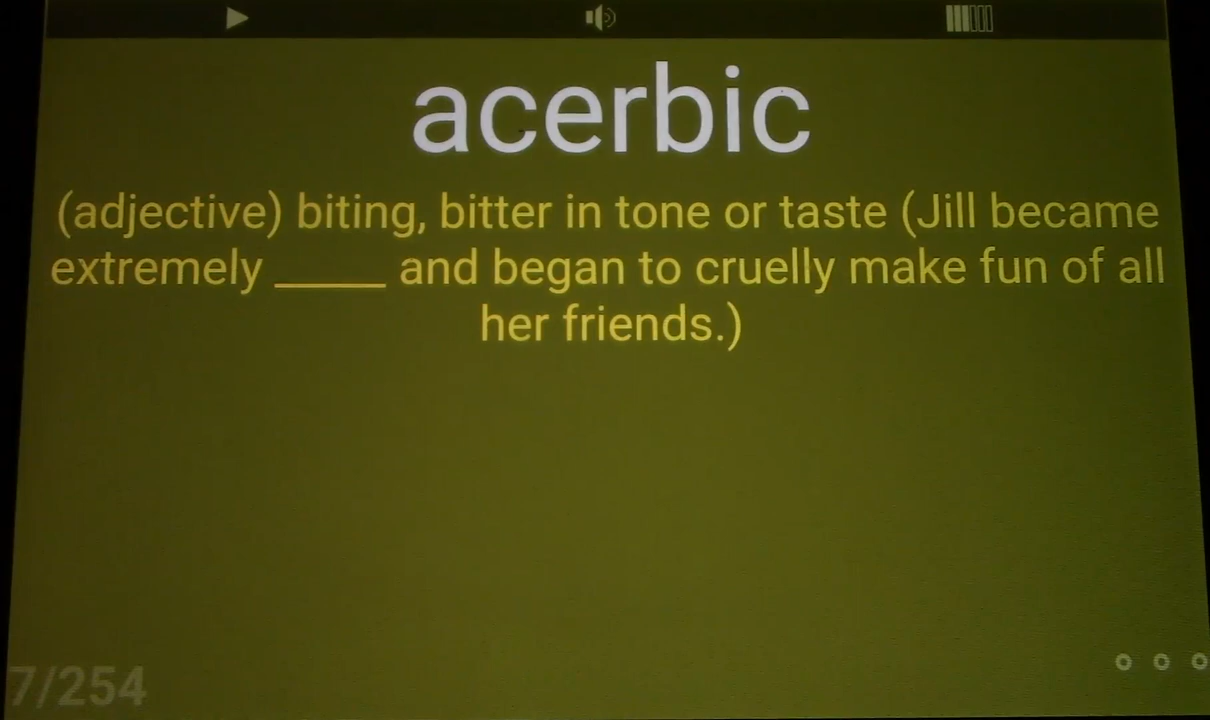 acerbic
(adjective) biting, bitter in tone or taste (Jill became
extremely _____ and began to cruelly make fun of all
her friends.)
7/254